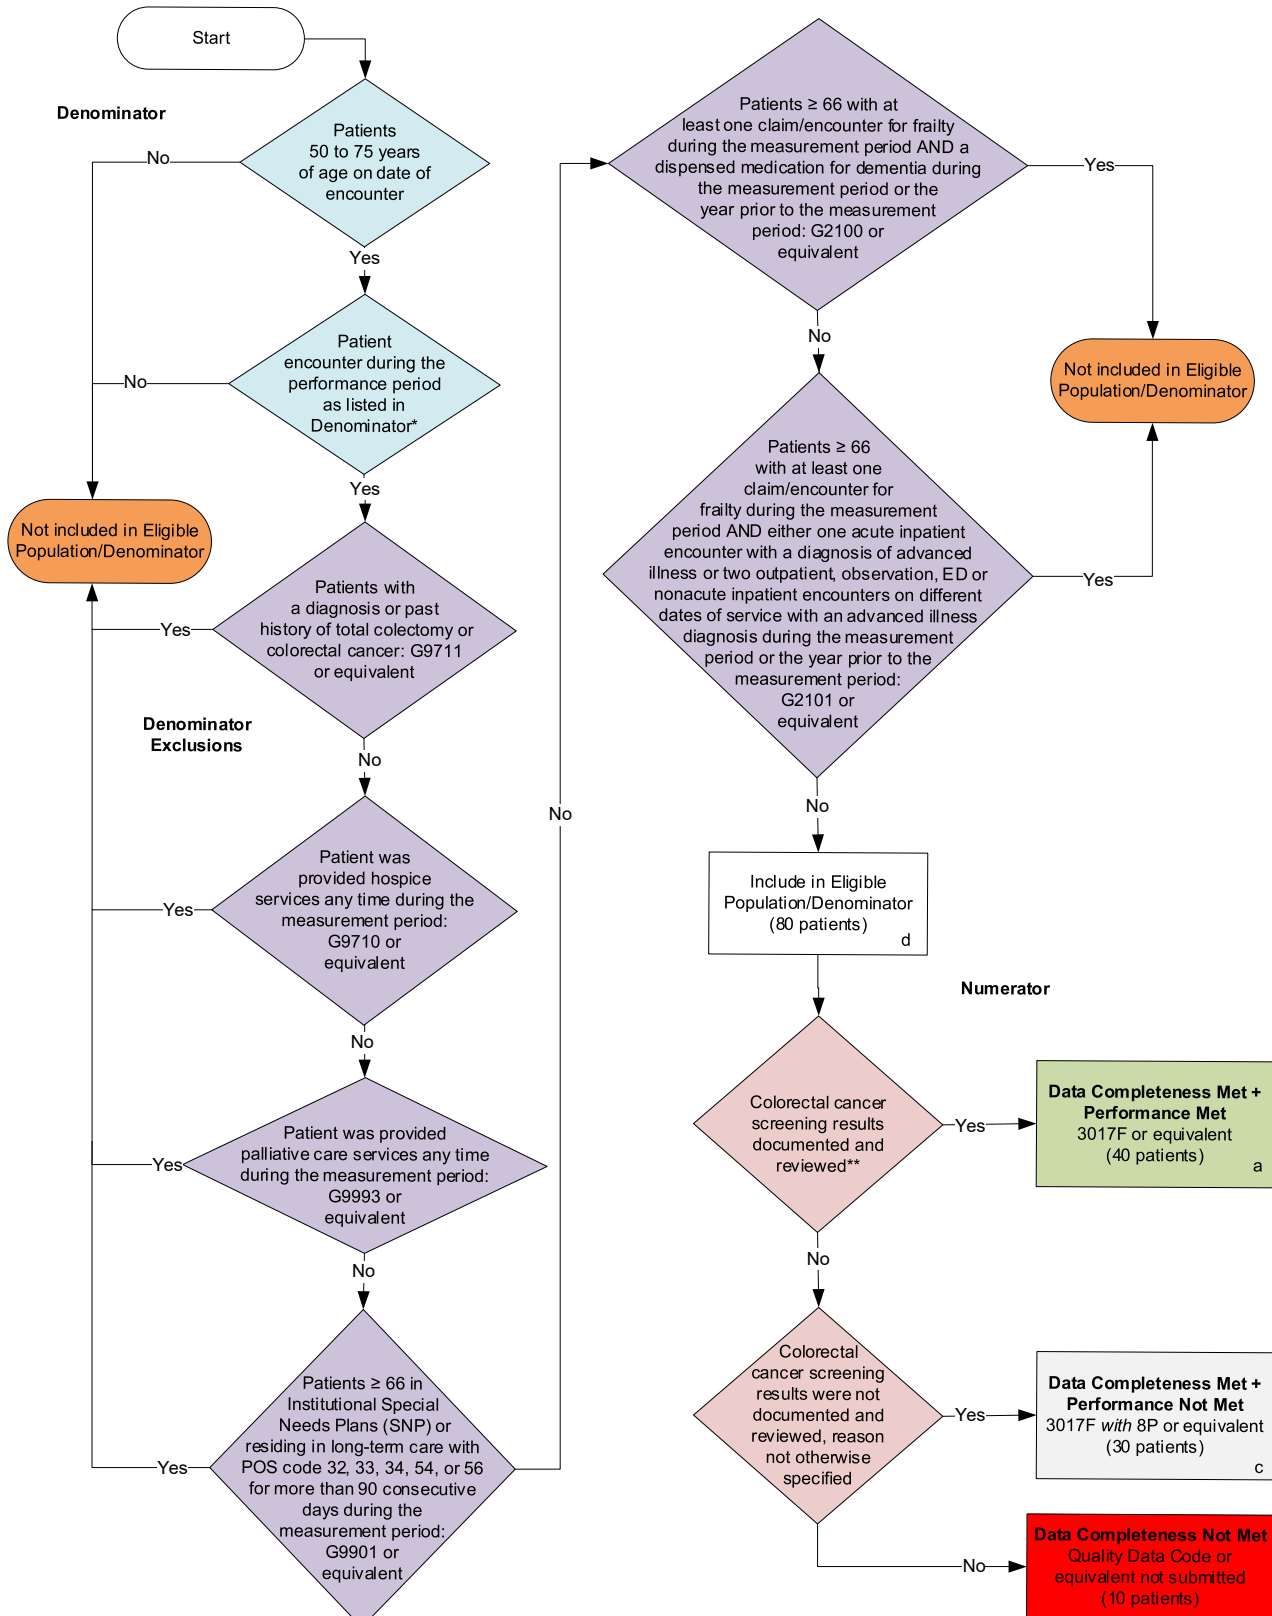 Start
Denominator
Patients
50 to 75 years
of age on date of
encounter
No
Yes
Patient
encounter during the
performance period
as listed in
Denominator*
No
Yes
Not included in Eligible
Population/Denominator
Patients with
a diagnosis or past
history of total colectomy or
colorectal cancer: G9711
or equivalent
Yes
Denominator
Exclusions
No
Patient was
provided hospice
services any time during the
measurement period:
G9710 or
equivalent
Yes
No
Patient was provided
palliative care services any time
during the measurement period:
G9993 or
equivalent
Yes
No
Patients ≥ 66 in
Institutional Special
Needs Plans (SNP) or
residing in long-term care with
POS code 32, 33, 34, 54, or 56
for more than 90 consecutive
days during the
measurement period:
G9901 or
equivalent
Yes
No
Patients ≥ 66 with at
least one claim/encounter for frailty
during the measurement period AND a
dispensed medication for dementia during
the measurement period or the
year prior to the measurement
period: G2100 or
equivalent
Yes
No
Not included in Eligible
Population/Denominator
Patients ≥ 66
with at least one
claim/encounter for
frailty during the measurement
period AND either one acute inpatient
encounter with a diagnosis of advanced
illness or two outpatient, observation, ED or
nonacute inpatient encounters on different
dates of service with an advanced illness
diagnosis during the measurement
period or the year prior to the
measurement period:
G2101 or
equivalent
Yes
No
Include in Eligible
Population/Denominator
(80 patients)
d
Numerator
Colorectal cancer
screening results
documented and
reviewed**
Yes
Data Completeness Met +
Performance Met
3017F or equivalent
(40 patients)
a
No
Colorectal
cancer screening
results were not
documented and
reviewed, reason
not otherwise
specified
Yes
Data Completeness Met +
Performance Not Met
3017F with 8P or equivalent
(30 patients)
c
No
Data Completeness Not Met
Quality Data Code or
equivalent not submitted
(10 patients)